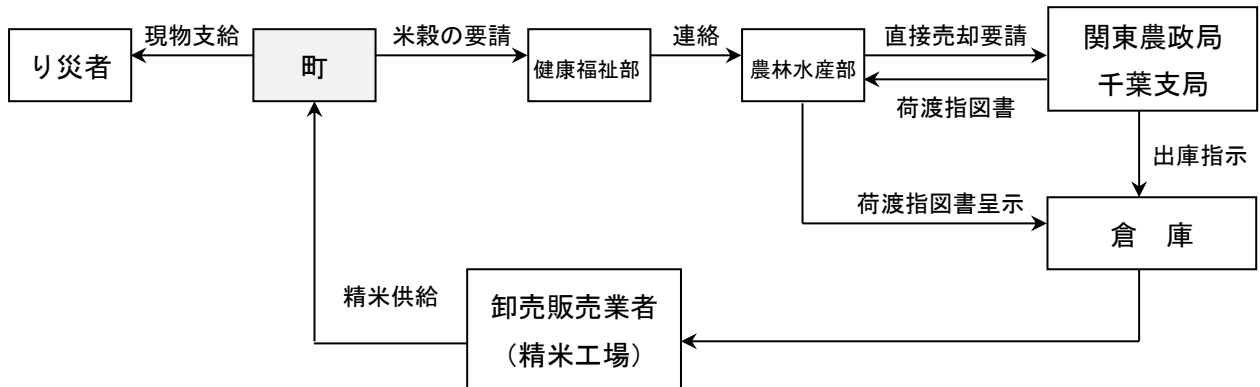 り災者
現物支給
町
米穀の要請
健康福祉部
連絡
農林水産部
直接売却要請
関東農政局
千葉支局
荷渡指図書
出庫指示
荷渡指図書呈示
倉　庫
精米供給
卸売販売業者
（精米工場）